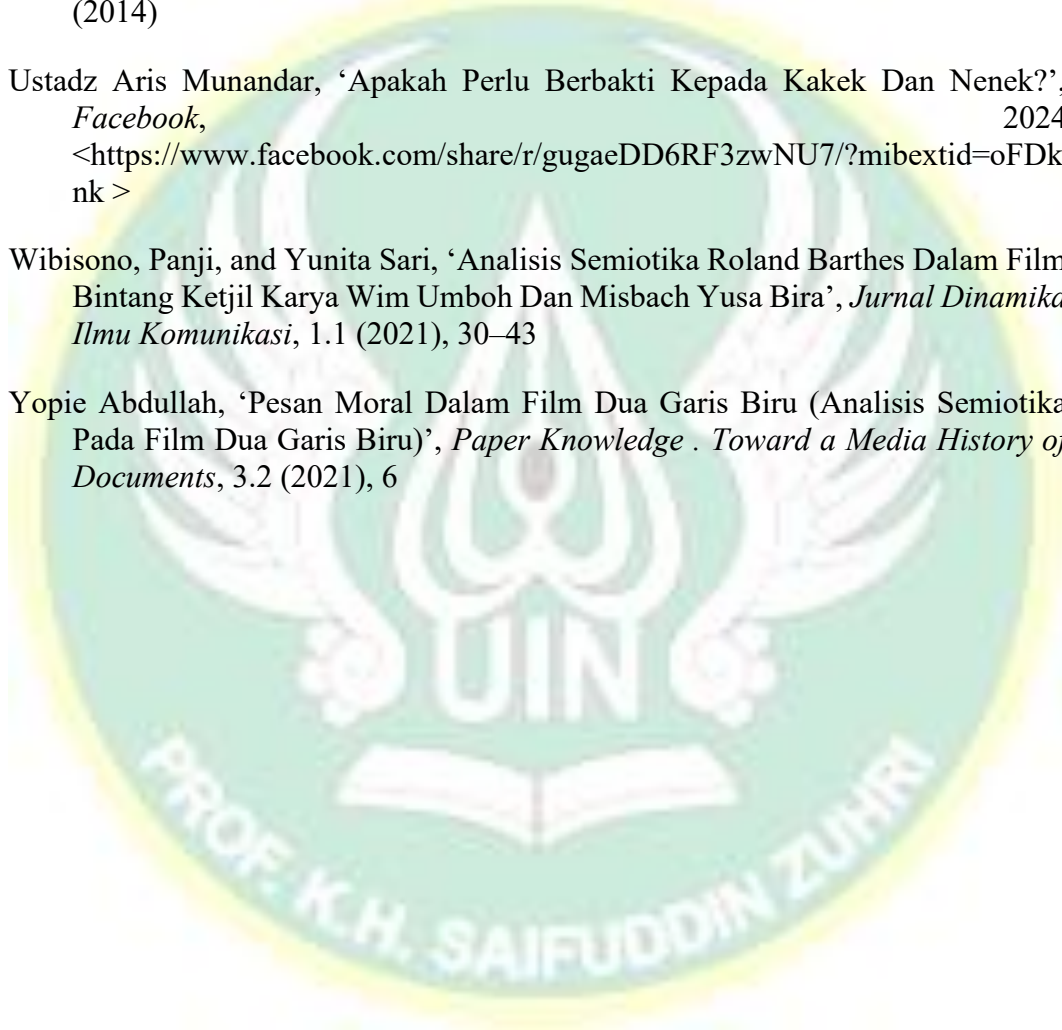 (2014)
Ustadz Aris Munandar, ‘Apakah Perlu Berbakti Kepada Kakek Dan Nenek?’,
Facebook, 2024
<https://www.facebook.com/share/r/gugaeDD6RF3zwNU7/?mibextid=oFDk
nk >
Wibisono, Panji, and Yunita Sari, ‘Analisis Semiotika Roland Barthes Dalam Film
Bintang Ketjil Karya Wim Umboh Dan Misbach Yusa Bira’, Jurnal Dinamika
Ilmu Komunikasi, 1.1 (2021), 30–43
Yopie Abdullah, ‘Pesan Moral Dalam Film Dua Garis Biru (Analisis Semiotika
Pada Film Dua Garis Biru)’, Paper Knowledge . Toward a Media History of
Documents, 3.2 (2021), 6
UIN
PROF. K.H. SAIFUDDIN ZUHRI